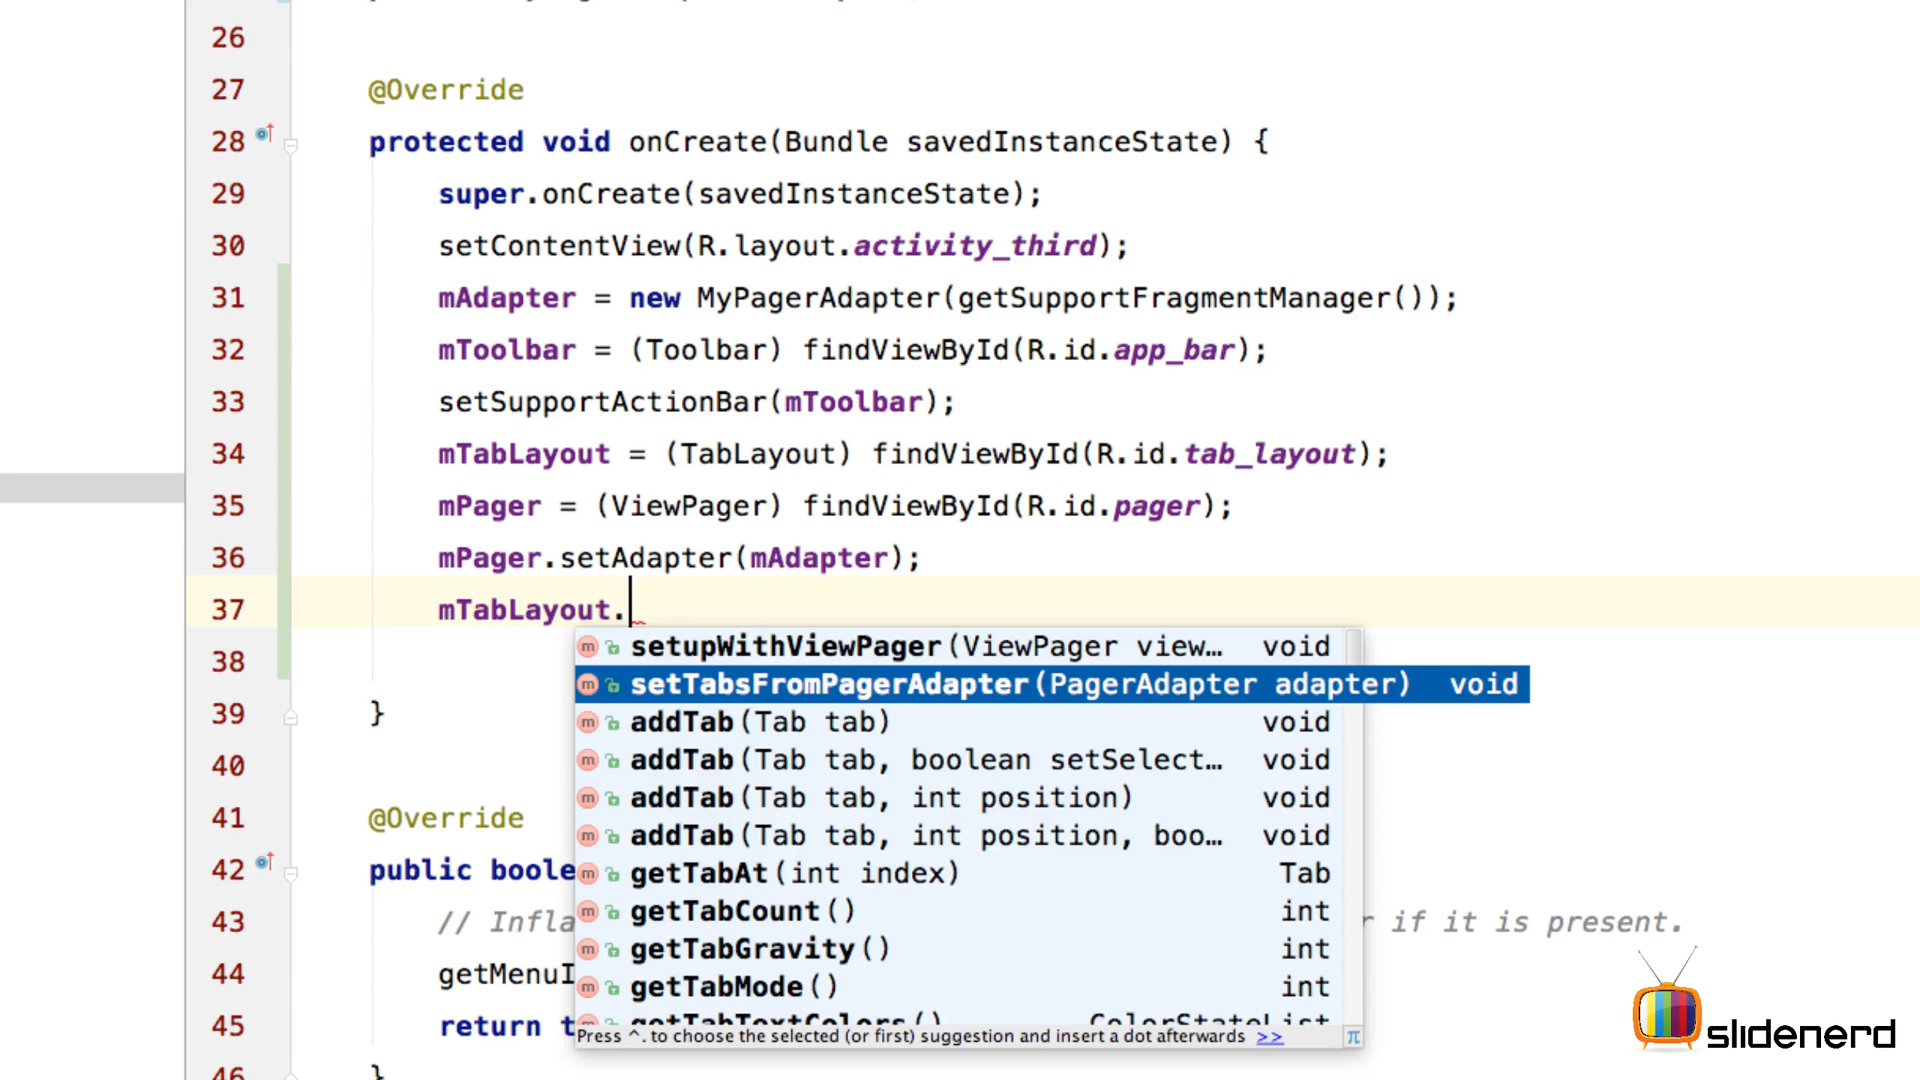 26
27 @Override
28 protected void onCreate(Bundle savedInstanceState) {
29 super.onCreate(savedInstanceState);
30 setContentView(R.layout.activity_third);
31 mAdapter = new MyPagerAdapter(getSupportFragmentManager());
32 mToolbar = (Toolbar) findViewById(R.id.app_bar);
33 setSupportActionBar(mToolbar);
34 mTabLayout = (TabLayout) findViewById(R.id.tab_layout);
35 mPager = (ViewPager) findViewById(R.id.pager);
36 mPager.setAdapter(mAdapter);
37 mTabLayout.
setupWithViewPager(ViewPager view… void
38
setTabsFromPagerAdapter(PagerAdapter adapter) void
39 }
addTab(Tab tab) void
40
addTab(Tab tab, boolean setSelect… void
addTab(Tab tab, int position) void
41 @Override
addTab(Tab tab, int position, boo… void
42 public boole
getTabAt(int index) Tab
getTabCount() int
43 // Infla r if it is present.
getTabGravity() int
44 getMenuI
getTabMode() int
45 return t
getTabTextColors() ColorStateList
Press ^. to choose the selected (or first) suggestion and insert a dot afterwards >> π
slidenerd
46 }